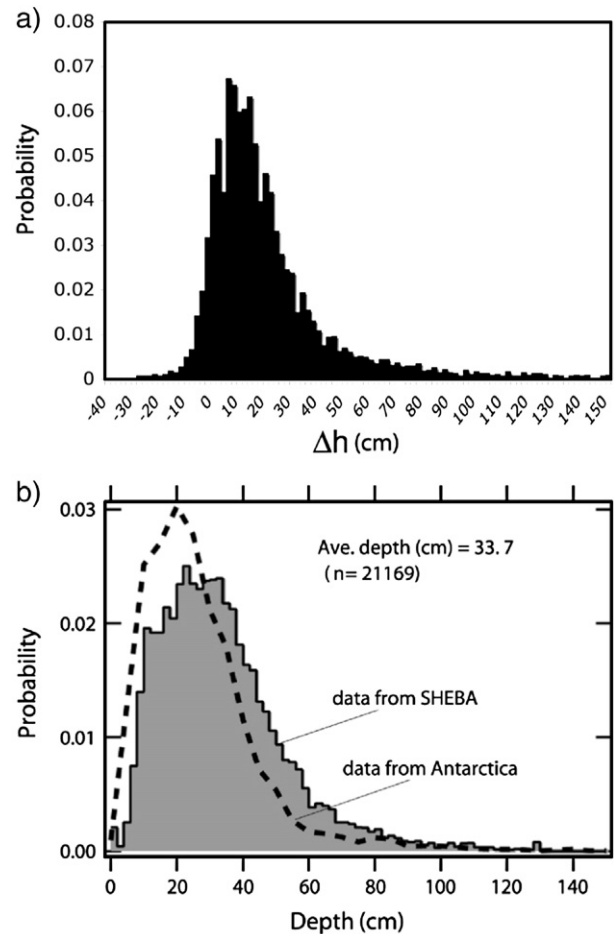 a)
0.08
0.07
0.06
0.05
0.04
0.03
0.02
0.01
0
Probability
-40 -30 -20 -10 0 10 20 30 40 50 60 70 80 90 100 110 120 130 140 150
Δh (cm)
b)
0.03
0.02
0.01
0.00
Probability
Ave. depth (cm) = 33.7
(n= 21169)
data from SHEBA
data from Antarctica
0 20 40 60 80 100 120 140
Depth (cm)